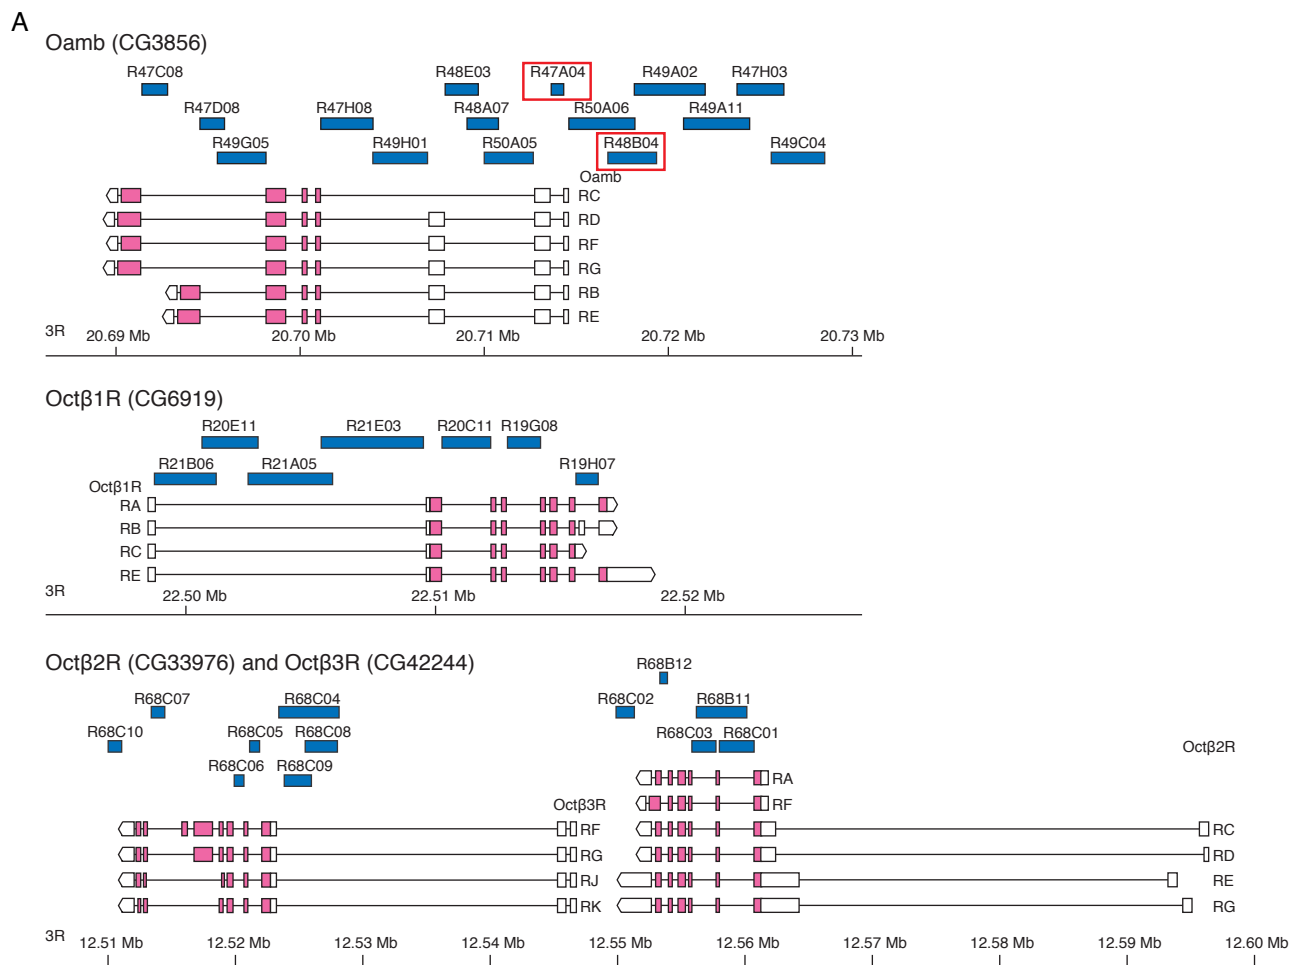 A
Oamb (CG3856)
R47C08 R48E03 R47A04 R49A02 R47H03
R47D08 R47H08 R48A07 R50A06 R49A11
R49G05 R49H01 R50A05 R48B04 R49C04
Oamb
RC
RD
RF
RG
RB
RE
3R 20.69 Mb 20.70 Mb 20.71 Mb 20.72 Mb 20.73 Mb
Octβ1R (CG6919)
R20E11 R21E03 R20C11 R19G08
R21B06 R21A05 R19H07
Octβ1R
RA
RB
RC
RE
3R 22.50 Mb 22.51 Mb 22.52 Mb
Octβ2R (CG33976) and Octβ3R (CG42244)
R68B12
R68C07 R68C04 R68C02 R68B11
R68C10 R68C05 R68C08 R68C03 R68C01 Octβ2R
R68C06 R68C09
RA
Octβ3R RF
RF RC
RG RD
RJ RE
RK RG
3R 12.51 Mb 12.52 Mb 12.53 Mb 12.54 Mb 12.55 Mb 12.56 Mb 12.57 Mb 12.58 Mb 12.59 Mb 12.60 Mb